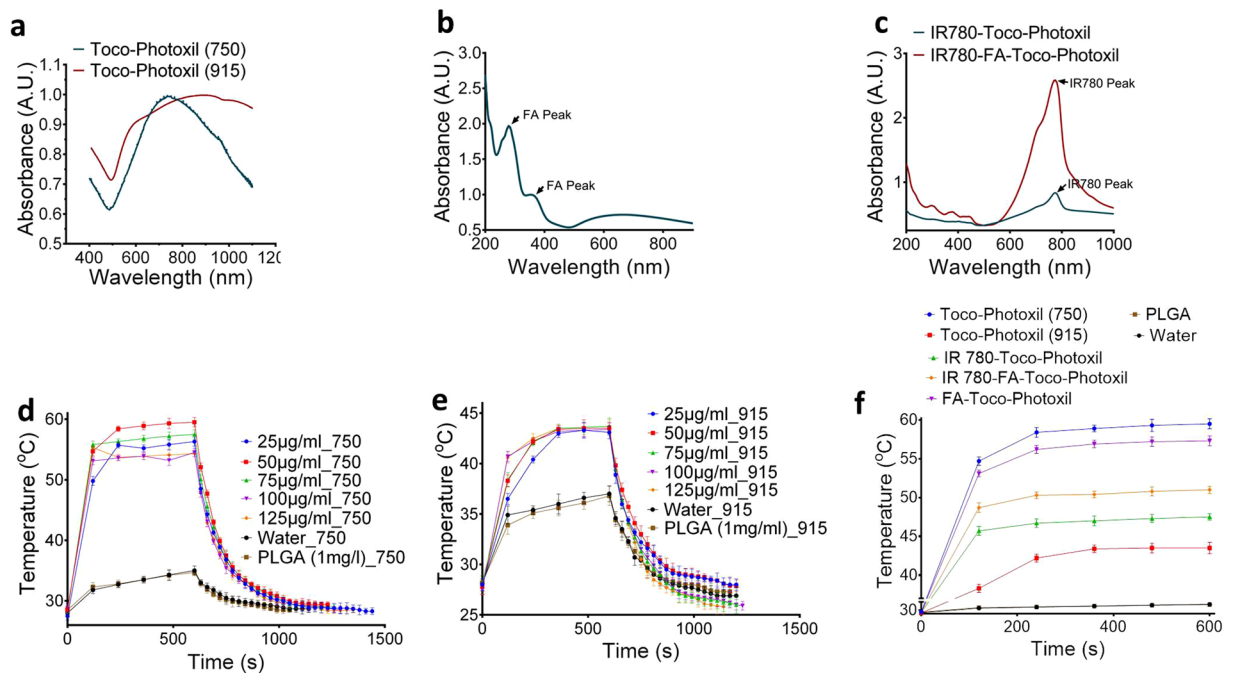 a
Toco-Photoxil (750)
Toco-Photoxil (915)
Absorbance (A.U.)
1.1
1.0
0.9
0.8
0.7
0.6
0.5
400 600 800 1000 120
Wavelength (nm)
b
Absorbance (A.U.)
3.0
2.5
2.0
1.5
1.0
0.5
FA Peak
FA Peak
200 400 600 800
Wavelength (nm)
c
IR780-Toco-Photoxil
IR780-FA-Toco-Photoxil
Absorbance (A.U.)
3
2
1
IR780 Peak
IR780 Peak
200 400 600 800 1000
Wavelength (nm)
d
Temperature (⁰C)
60
50
40
30
25µg/ml_750
50µg/ml_750
75µg/ml_750
100µg/ml_750
125µg/ml_750
Water_750
PLGA (1mg/l)_750
0 500 1000 1500
Time (s)
e
Temperature (⁰C)
45
40
35
30
25
25µg/ml_915
50µg/ml_915
75µg/ml_915
100µg/ml_915
125µg/ml_915
Water_915
PLGA (1mg/ml)_915
0 500 1000 1500
Time (s)
Toco-Photoxil (750)
Toco-Photoxil (915)
IR 780-Toco-Photoxil
IR 780-FA-Toco-Photoxil
FA-Toco-Photoxil
PLGA
Water
f
Temperature (⁰C)
60
55
50
45
40
30
0 200 400 600
Time (s)